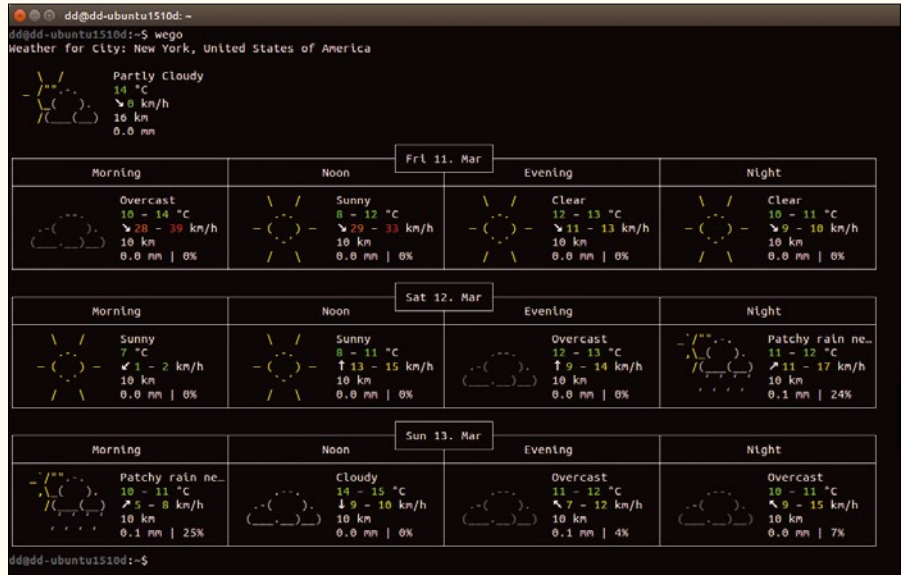 dd@dd-ubuntu1510d: ~
dd@dd-ubuntu1510d:~$ wego
Weather for City: New York, United States of America
Partly Cloudy
14 °C
↘ 0 km/h
16 km
0.0 mm
Fri 11. Mar
Morning Noon Evening Night
Overcast Sunny Clear Clear
10 – 14 °C 8 – 12 °C 12 – 13 °C 10 – 11 °C
↘ 28 – 39 km/h ↘ 29 – 33 km/h ↘ 11 – 13 km/h ↘ 9 – 10 km/h
10 km 10 km 10 km 10 km
0.0 mm | 0% 0.0 mm | 0% 0.0 mm | 0% 0.0 mm | 0%
Sat 12. Mar
Morning Noon Evening Night
Sunny Sunny Overcast Patchy rain ne…
7 °C 8 – 11 °C 12 – 13 °C 11 – 12 °C
↙ 1 – 2 km/h ↑ 13 – 15 km/h ↑ 9 – 14 km/h ↗ 11 – 17 km/h
10 km 10 km 10 km 10 km
0.0 mm | 0% 0.0 mm | 0% 0.0 mm | 0% 0.1 mm | 24%
Sun 13. Mar
Morning Noon Evening Night
Patchy rain ne… Cloudy Overcast Overcast
10 – 11 °C 14 – 15 °C 11 – 12 °C 10 – 11 °C
↗ 5 – 8 km/h ↓ 9 – 10 km/h ↖ 7 – 12 km/h ↖ 9 – 15 km/h
10 km 10 km 10 km 10 km
0.1 mm | 25% 0.0 mm | 0% 0.1 mm | 4% 0.0 mm | 7%
dd@dd-ubuntu1510d:~$